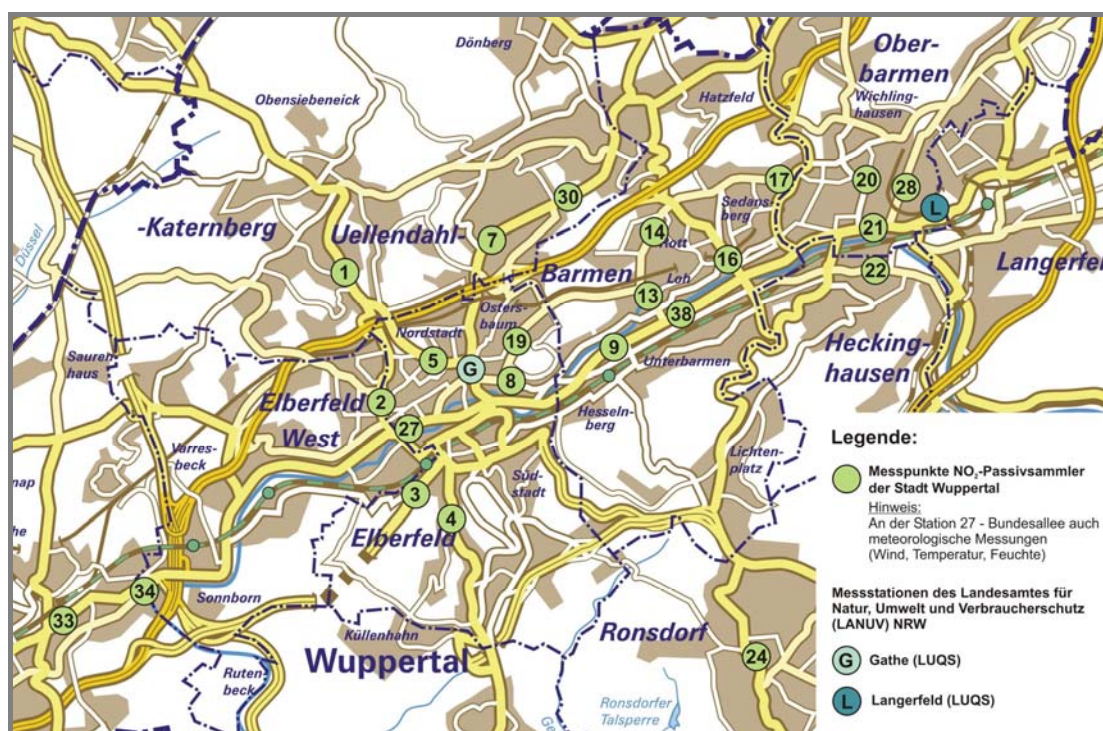 Dönberg
Ober-
barmen
Obensiebeneick
Hatzfeld
Wichling-
hausen
17
20
28
30
Sedans-
berg
L
-Katernberg
Uellendahl-
14
Rott
21
7
Düssel
1
Barmen
16
22
Langerfel
Loh
13
Osters-
baum
38
Nordstadt
19
Sauren
haus
5
9
Unterbarmen
Hecking-
hausen
G
8
Elberfeld
West
2
Hesseln-
berg
27
Legende:
Varres-
beck
Lichten-
platz
Messpunkte NO₂-Passivsammler
der Stadt Wuppertal
Hinweis:
An der Station 27 - Bundesallee auch
meteorologische Messungen
(Wind, Temperatur, Feuchte)
nap
Süd-
stadt
3
4
he
Elberfeld
34
Sonnborn
33
Messstationen des Landesamtes für
Natur, Umwelt und Verbraucherschutz
(LANUV) NRW
Küllenhahn
Ronsdorf
Wuppertal
24
G
Gathe (LUQS)
Ruten-
beck
L
Langerfeld (LUQS)
Ronsdorfer
Talsperre
Ge